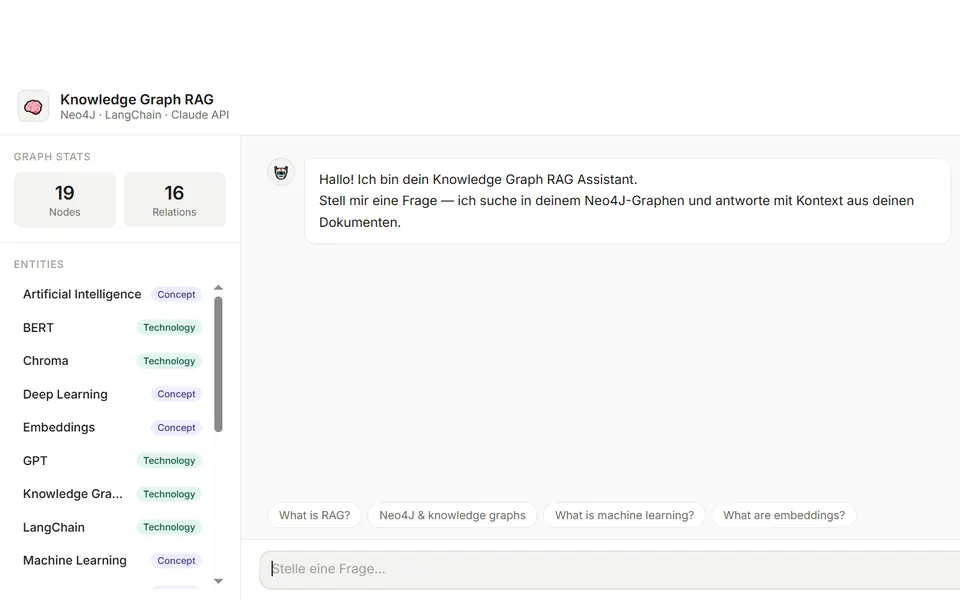 Knowledge Graph RAG
Neo4J · LangChain · Claude API
GRAPH STATS
19
Nodes
16
Relations
ENTITIES
Artificial Intelligence Concept
BERT Technology
Chroma Technology
Deep Learning Concept
Embeddings Concept
GPT Technology
Knowledge Gra... Technology
LangChain Technology
Machine Learning Concept
Hallo! Ich bin dein Knowledge Graph RAG Assistant.
Stell mir eine Frage — ich suche in deinem Neo4J-Graphen und antworte mit Kontext aus deinen
Dokumenten.
What is RAG? Neo4J & knowledge graphs What is machine learning? What are embeddings?
Stelle eine Frage...